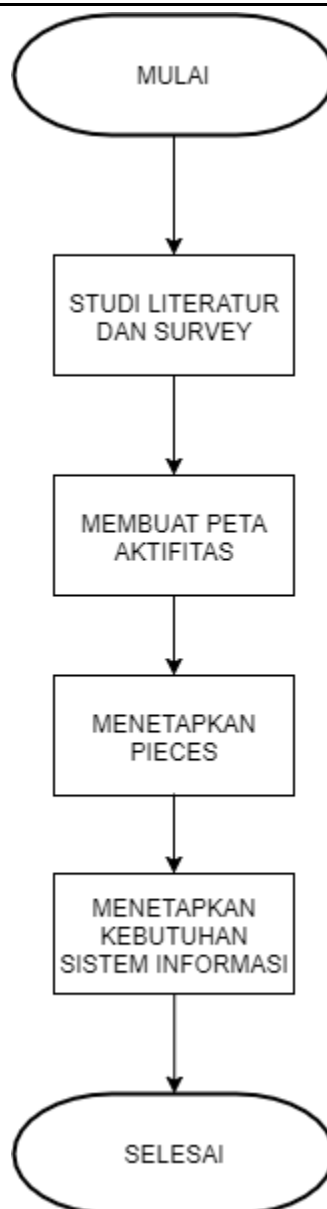 MULAI
STUDI LITERATUR
DAN SURVEY
MEMBUAT PETA
AKTIFITAS
MENETAPKAN
PIECES
MENETAPKAN
KEBUTUHAN
SISTEM INFORMASI
SELESAI